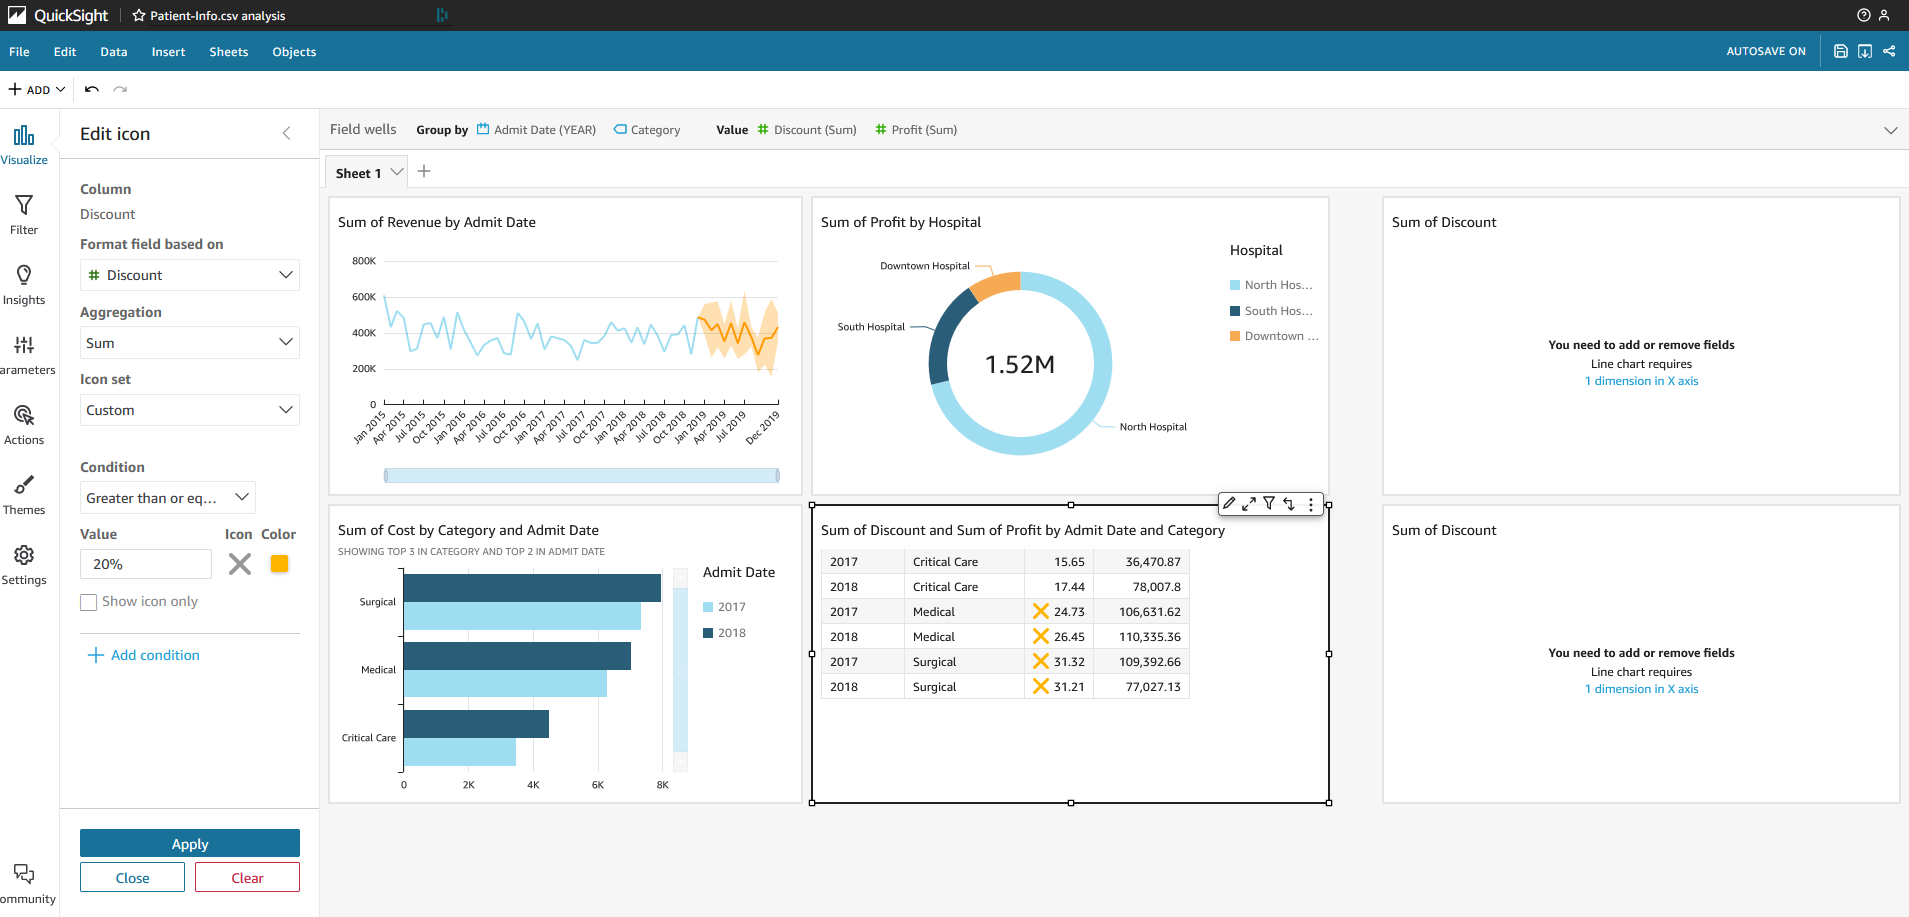 QuickSight
Patient-Info.csv analysis
File Edit Data Insert Sheets Objects
AUTOSAVE ON
ADD
Visualize
Filter
Insights
arameters
Actions
Themes
Settings
ommunity
Edit icon
Column
Discount
Format field based on
# Discount
Aggregation
Sum
Icon set
Custom
Condition
Greater than or eq...
Value Icon Color
20%
Show icon only
Add condition
Apply
Close Clear
Field wells Group by Admit Date (YEAR) Category Value # Discount (Sum) # Profit (Sum)
Sheet 1
Sum of Revenue by Admit Date
800K
600K
400K
200K
0
Jan 2015
Apr 2015
Jul 2015
Oct 2015
Jan 2016
Apr 2016
Jul 2016
Oct 2016
Jan 2017
Apr 2017
Jul 2017
Oct 2017
Jan 2018
Apr 2018
Jul 2018
Oct 2018
Jan 2019
Apr 2019
Jul 2019
Dec 2019
Sum of Profit by Hospital
Downtown Hospital
South Hospital
1.52M
North Hospital
Hospital
North Hos...
South Hos...
Downtown ...
Sum of Discount
You need to add or remove fields
Line chart requires
1 dimension in X axis
Sum of Cost by Category and Admit Date
SHOWING TOP 3 IN CATEGORY AND TOP 2 IN ADMIT DATE
Surgical
Medical
Critical Care
0 2K 4K 6K 8K
Admit Date
2017
2018
Sum of Discount and Sum of Profit by Admit Date and Category
2017 Critical Care 15.65 36,470.87
2018 Critical Care 17.44 78,007.8
2017 Medical 24.73 106,631.62
2018 Medical 26.45 110,335.36
2017 Surgical 31.32 109,392.66
2018 Surgical 31.21 77,027.13
Sum of Discount
You need to add or remove fields
Line chart requires
1 dimension in X axis